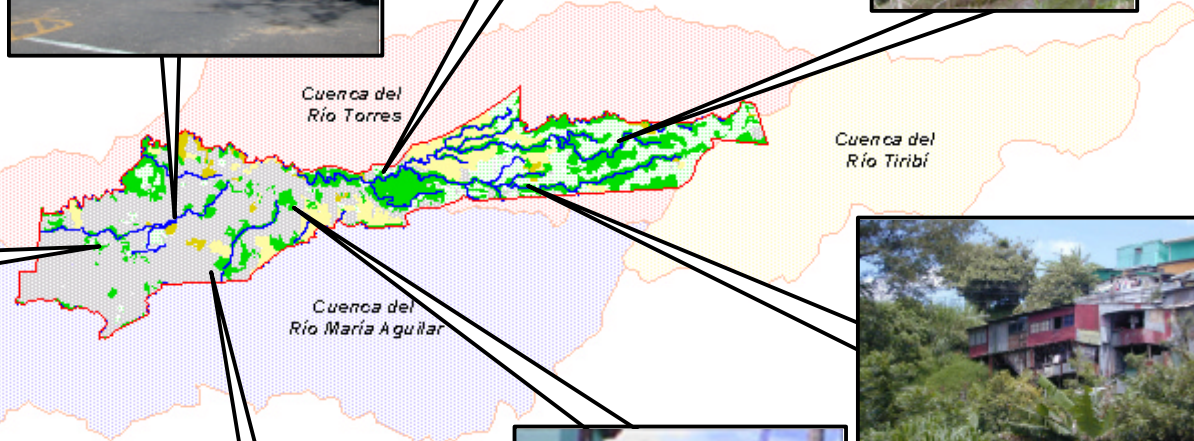 Cuenca del
Río Torres
Cuenca del
Río Tiribí
Cuenca del
Río María Aguilar